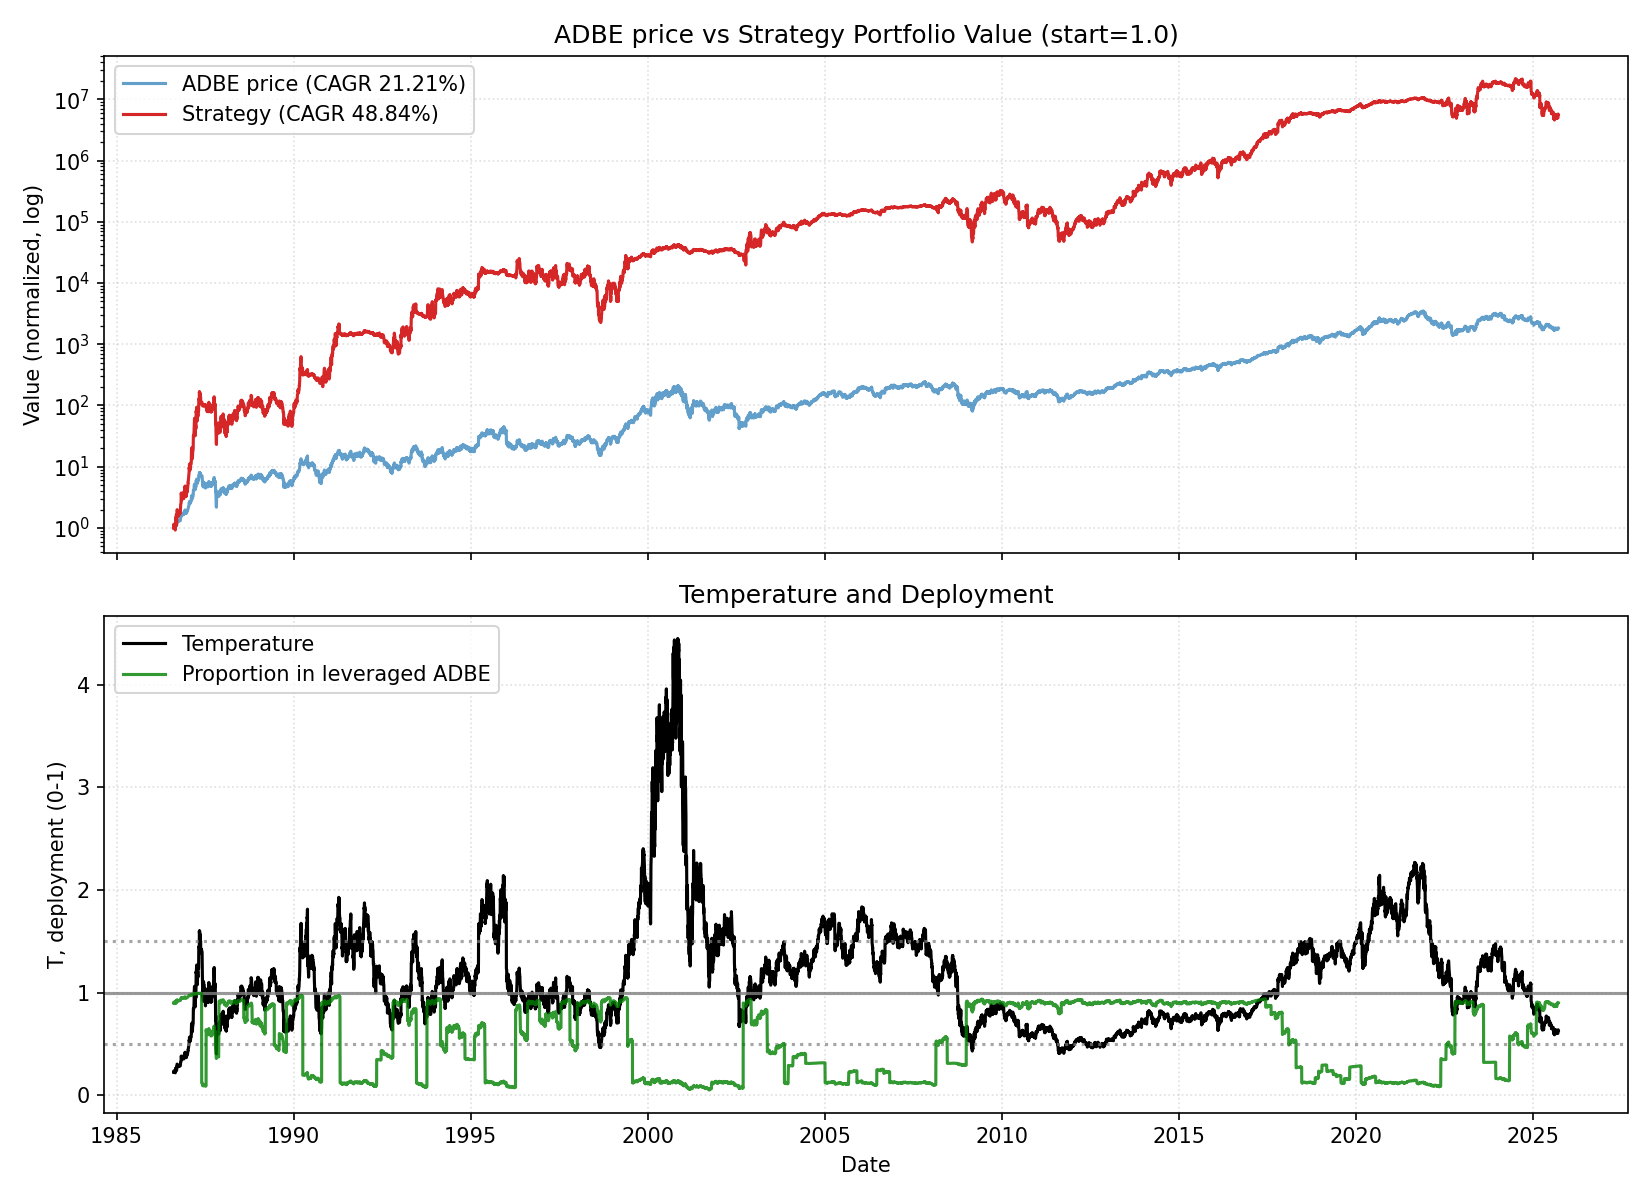 ADBE price vs Strategy Portfolio Value (start=1.0)
ADBE price (CAGR 21.21%)
Strategy (CAGR 48.84%)
Value (normalized, log)
10⁷
10⁶
10⁵
10⁴
10³
10²
10¹
10⁰
Temperature and Deployment
Temperature
Proportion in leveraged ADBE
T, deployment (0-1)
4
3
2
1
0
1985 1990 1995 2000 2005 2010 2015 2020 2025
Date